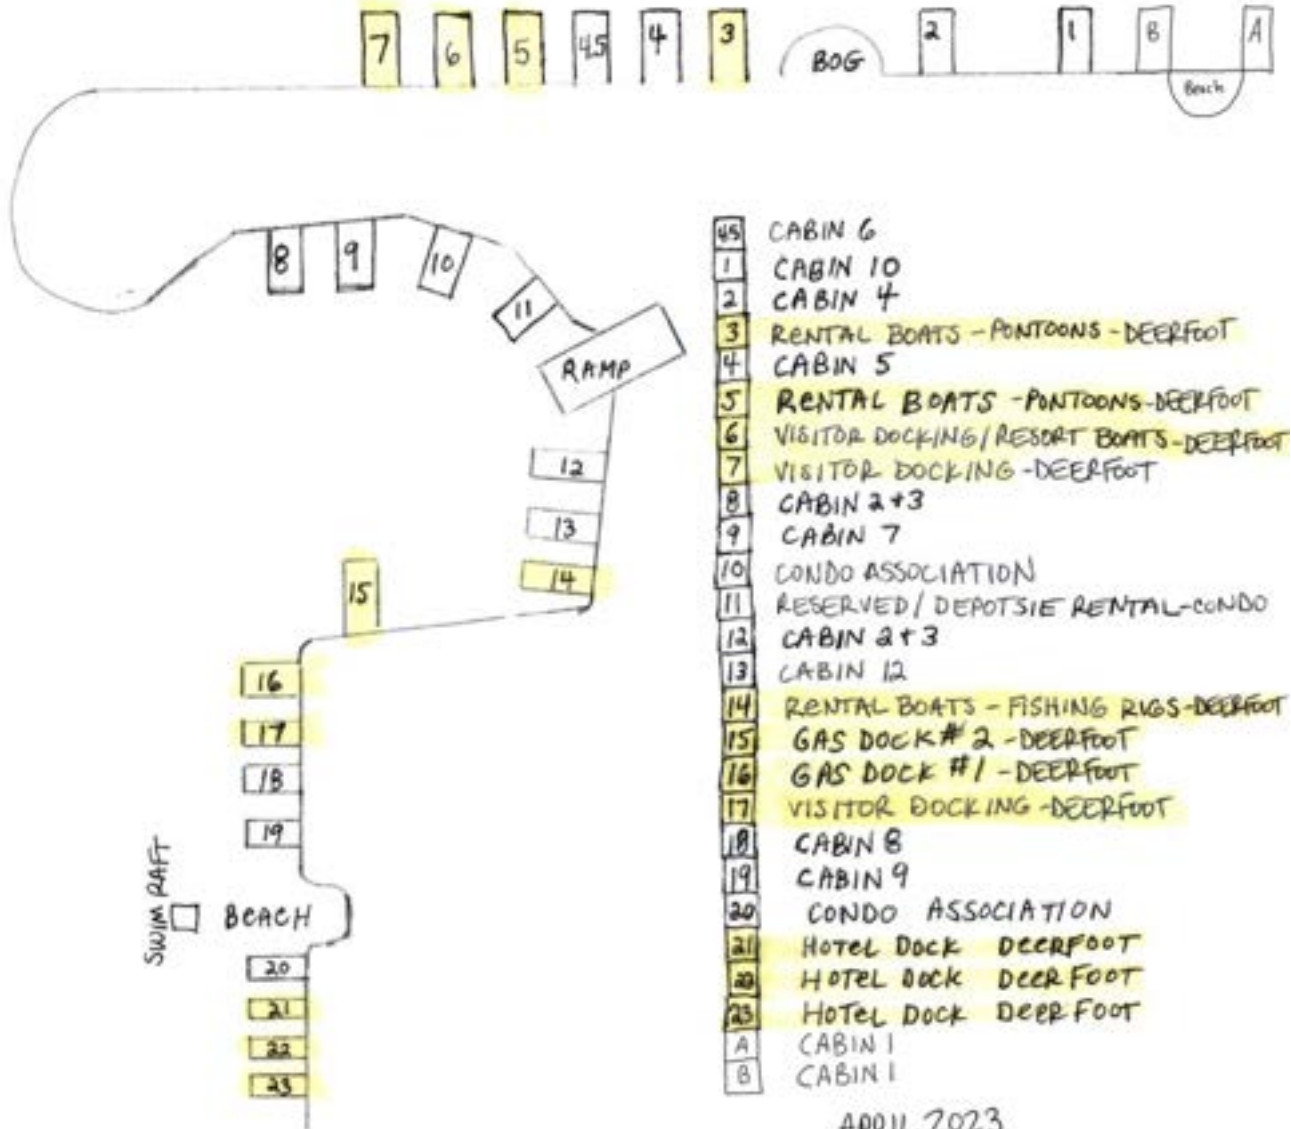 7 6 5 45 4 3 BOG 2 1 B A
Beach
8 9 10 11
RAMP
12
13
14
15
16
17
18
19
SWIM RAFT
BEACH
20
21
22
23
45 CABIN 6
1 CABIN 10
2 CABIN 4
3 RENTAL BOATS - PONTOONS - DEERFOOT
4 CABIN 5
5 RENTAL BOATS - PONTOONS - DEERFOOT
6 VISITOR DOCKING / RESORT BOATS - DEERFOOT
7 VISITOR DOCKING - DEERFOOT
8 CABIN 2+3
9 CABIN 7
10 CONDO ASSOCIATION
11 RESERVED / DEPOTSIE RENTAL - CONDO
12 CABIN 2+3
13 CABIN 12
14 RENTAL BOATS - FISHING RIGS - DEERFOOT
15 GAS DOCK # 2 - DEERFOOT
16 GAS DOCK #1 - DEERFOOT
17 VISITOR DOCKING - DEERFOOT
18 CABIN 8
19 CABIN 9
20 CONDO ASSOCIATION
21 HOTEL DOCK DEERFOOT
22 HOTEL DOCK DEERFOOT
23 HOTEL DOCK DEERFOOT
A CABIN 1
B CABIN 1
APRIL 2023